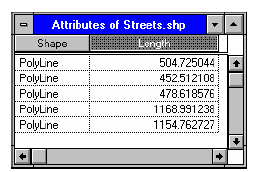 Attributes of Streets.shp
Shape Length
PolyLine 504.725044
PolyLine 452.512108
PolyLine 478.618576
PolyLine 1168.991238
PolyLine 1154.762727